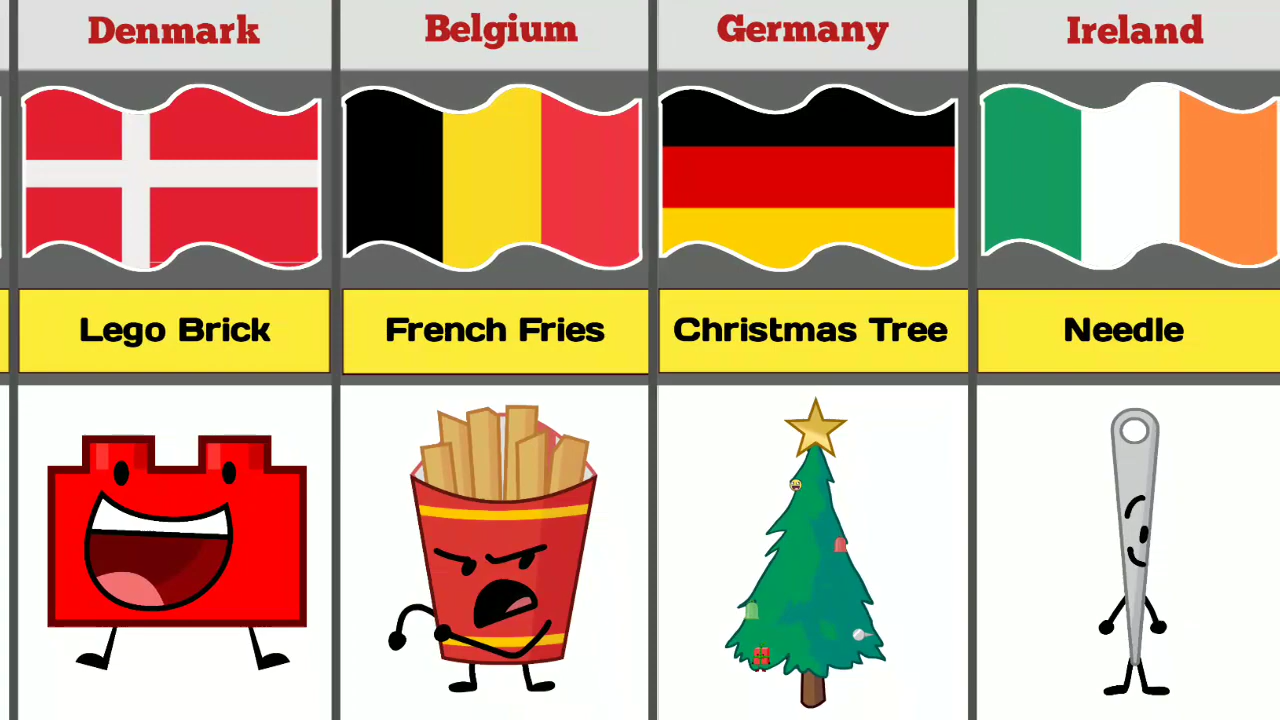 Denmark
Belgium
Germany
Ireland
Lego Brick
French Fries
Christmas Tree
Needle